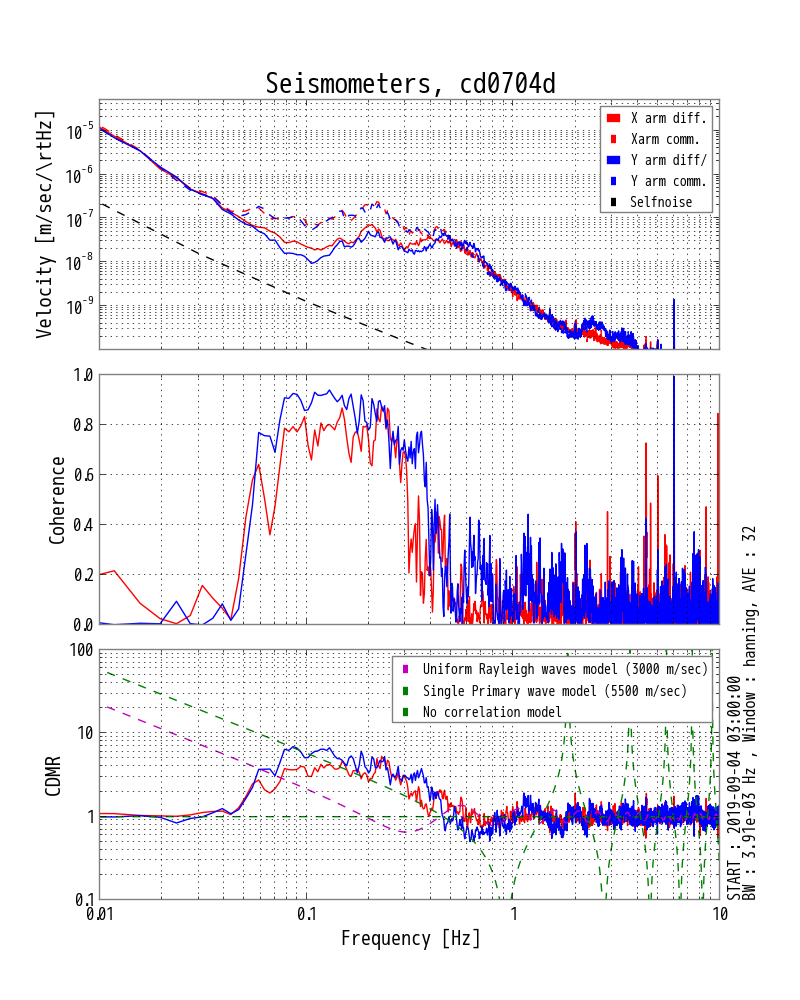 Seismometers, cd0704d
Velocity [m/sec/\rtHz]
10^-5
10^-6
10^-7
10^-8
10^-9
X arm diff.
Xarm comm.
Y arm diff/
Y arm comm.
Selfnoise
Coherence
1.0
0.8
0.6
0.4
0.2
0.0
CDMR
100
10
1
0.1
Uniform Rayleigh waves model (3000 m/sec)
Single Primary wave model (5500 m/sec)
No correlation model
0.01
0.1
1
10
Frequency [Hz]
START : 2019-09-04 03:00:00
BW : 3.91e-03 Hz , Window : hanning, AVE : 32